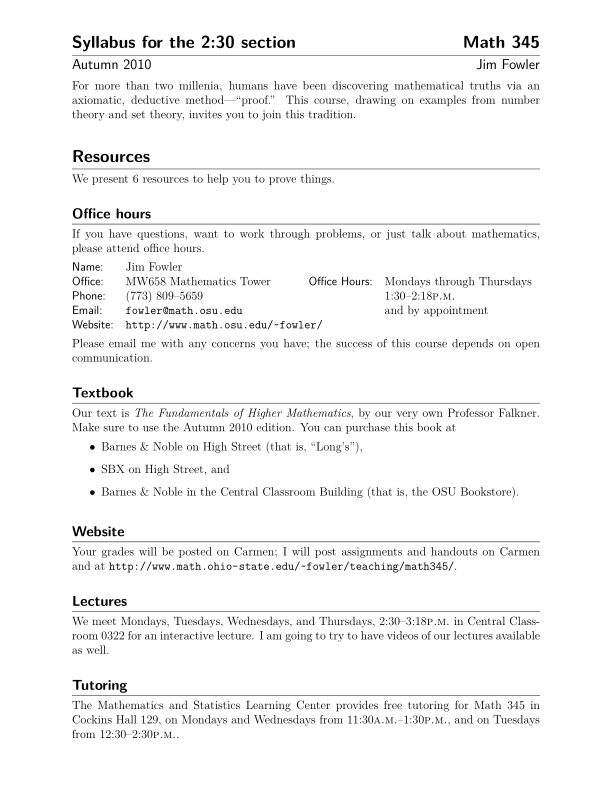 Syllabus for the 2:30 section Math 345
Autumn 2010 Jim Fowler
For more than two millenia, humans have been discovering mathematical truths via an
axiomatic, deductive method—“proof.” This course, drawing on examples from number
theory and set theory, invites you to join this tradition.
Resources
We present 6 resources to help you to prove things.
Office hours
If you have questions, want to work through problems, or just talk about mathematics,
please attend office hours.
Name: Jim Fowler
Office: MW658 Mathematics Tower Office Hours: Mondays through Thursdays
Phone: (773) 809–5659 1:30–2:18P.M.
Email: fowler@math.osu.edu and by appointment
Website: http://www.math.osu.edu/~fowler/
Please email me with any concerns you have; the success of this course depends on open
communication.
Textbook
Our text is The Fundamentals of Higher Mathematics, by our very own Professor Falkner.
Make sure to use the Autumn 2010 edition. You can purchase this book at
• Barnes & Noble on High Street (that is, “Long’s”),
• SBX on High Street, and
• Barnes & Noble in the Central Classroom Building (that is, the OSU Bookstore).
Website
Your grades will be posted on Carmen; I will post assignments and handouts on Carmen
and at http://www.math.ohio-state.edu/~fowler/teaching/math345/.
Lectures
We meet Mondays, Tuesdays, Wednesdays, and Thursdays, 2:30–3:18P.M. in Central Class-
room 0322 for an interactive lecture. I am going to try to have videos of our lectures available
as well.
Tutoring
The Mathematics and Statistics Learning Center provides free tutoring for Math 345 in
Cockins Hall 129, on Mondays and Wednesdays from 11:30A.M.–1:30P.M., and on Tuesdays
from 12:30–2:30P.M..